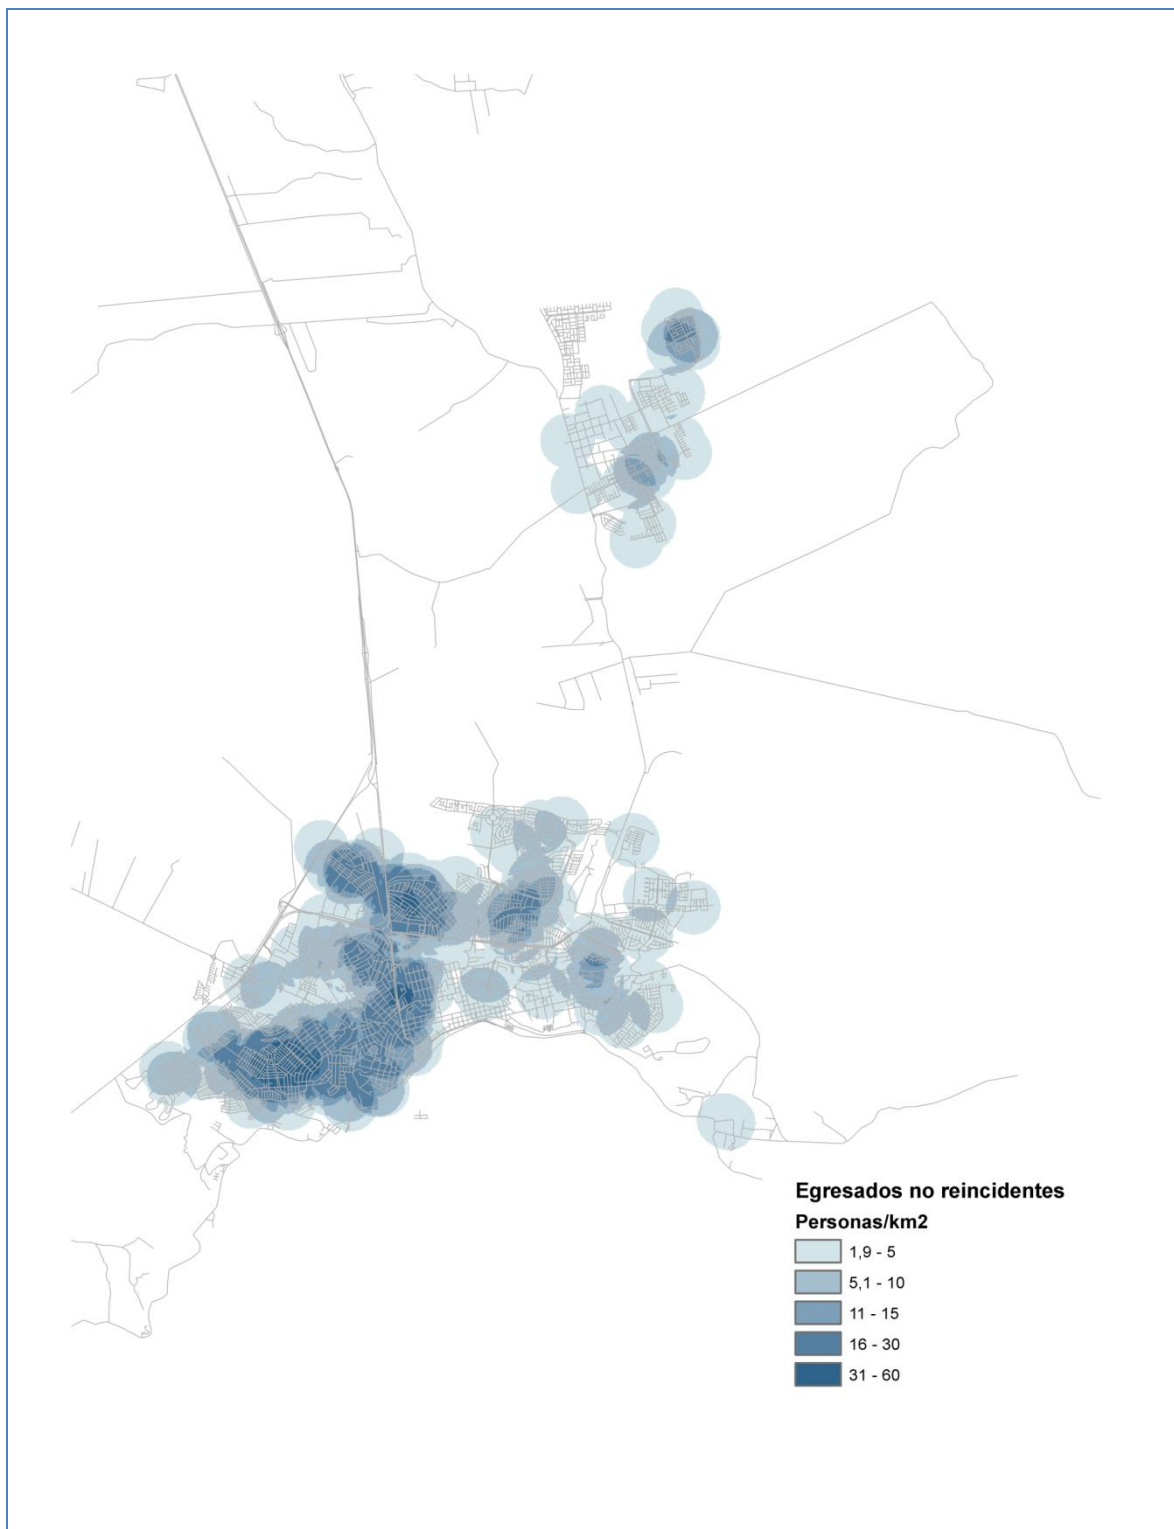 Egresados no reincidentes
Personas/km2
1,9 - 5
5,1 - 10
11 - 15
16 - 30
31 - 60